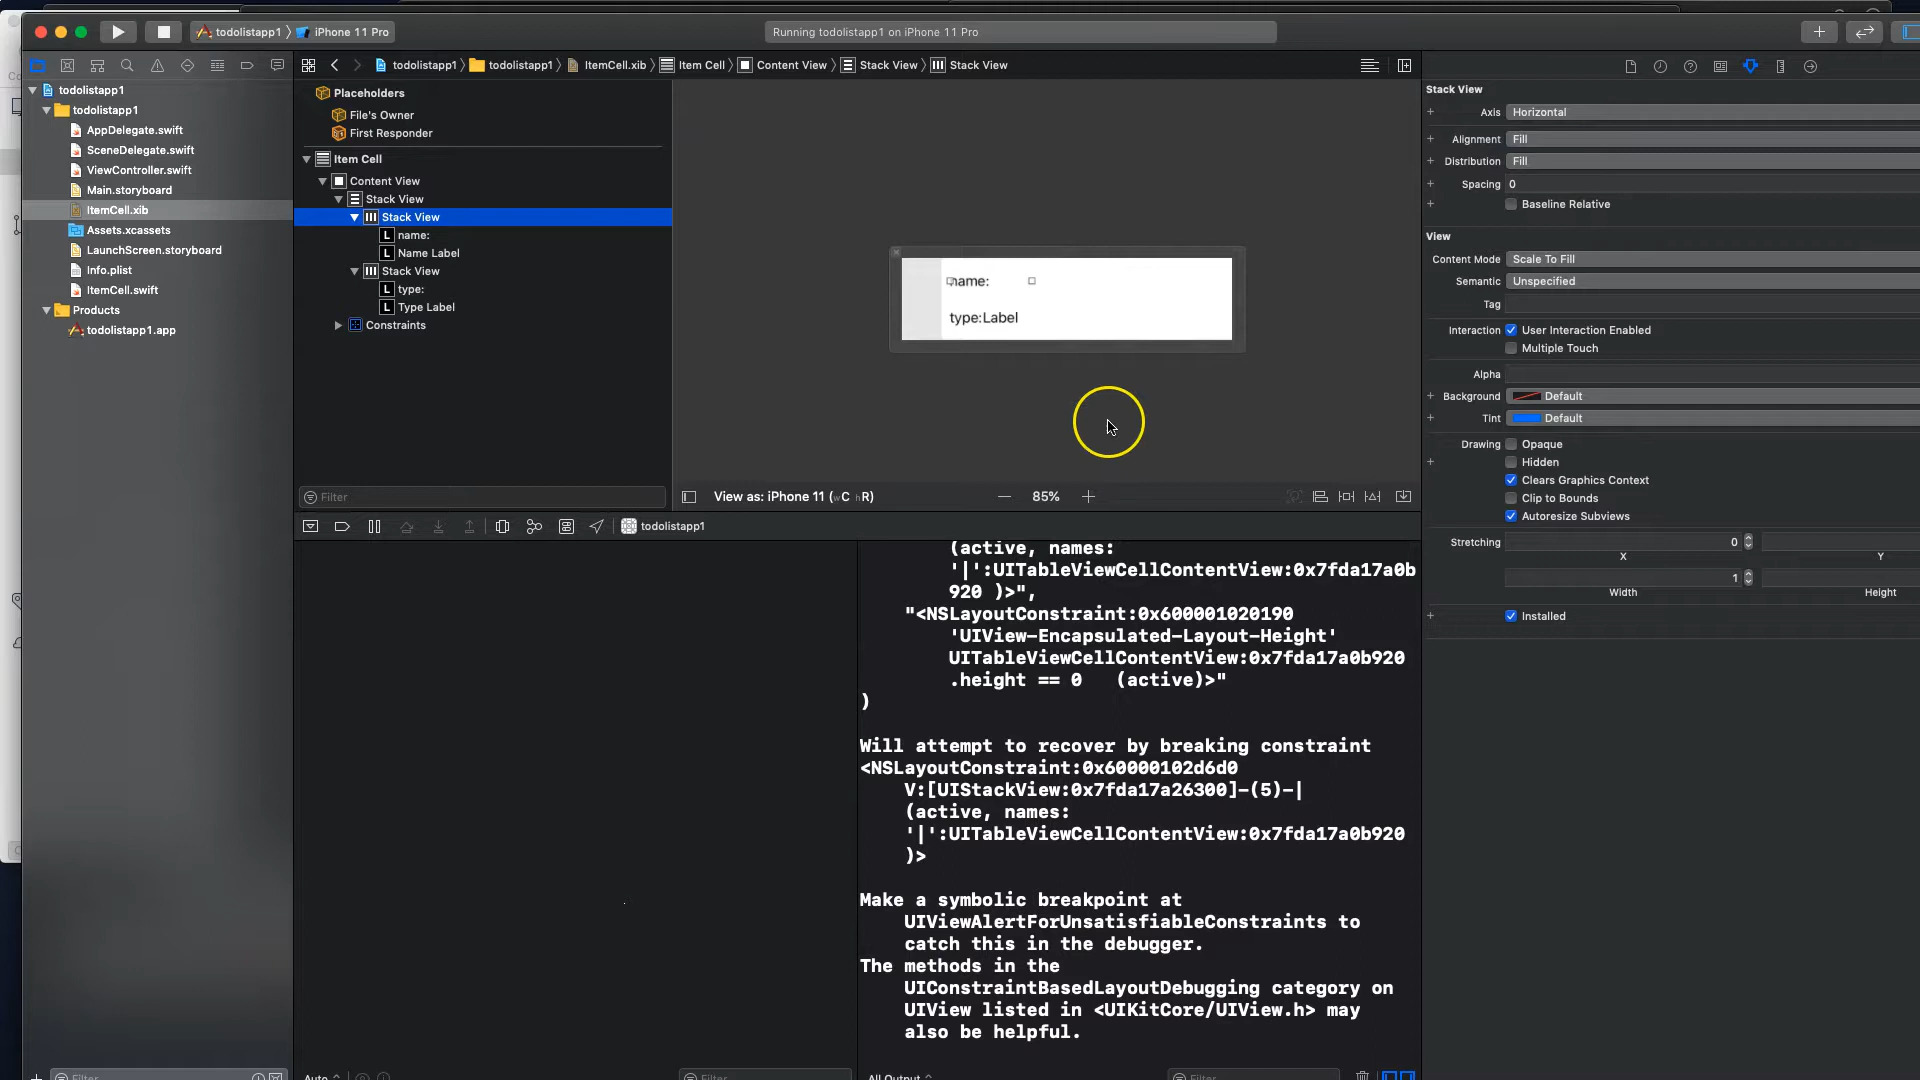 todolistapp1 〉 iPhone 11 Pro
Running todolistapp1 on iPhone 11 Pro
todolistapp1 〉 todolistapp1 〉 ItemCell.xib 〉 Item Cell 〉 Content View 〉 Stack View 〉 Stack View
todolistapp1
todolistapp1
AppDelegate.swift
SceneDelegate.swift
ViewController.swift
Main.storyboard
ItemCell.xib
Assets.xcassets
LaunchScreen.storyboard
Info.plist
ItemCell.swift
Products
todolistapp1.app
Placeholders
File's Owner
First Responder
Item Cell
Content View
Stack View
Stack View
L name:
L Name Label
Stack View
L type:
L Type Label
Constraints
Filter
name:
type:Label
View as: iPhone 11 (wC hR)
85%
todolistapp1
(active, names:
'|':UITableViewCellContentView:0x7fda17a0b
920 )>",
"<NSLayoutConstraint:0x600001020190
'UIView-Encapsulated-Layout-Height'
UITableViewCellContentView:0x7fda17a0b920
.height == 0   (active)>"
)
Will attempt to recover by breaking constraint
<NSLayoutConstraint:0x60000102d6d0
V:[UIStackView:0x7fda17a26300]-(5)-|
(active, names:
'|':UITableViewCellContentView:0x7fda17a0b920
)>
Make a symbolic breakpoint at
UIViewAlertForUnsatisfiableConstraints to
catch this in the debugger.
The methods in the
UIConstraintBasedLayoutDebugging category on
UIView listed in <UIKitCore/UIView.h> may
also be helpful.
Filter
Auto
Filter
All Output
Filter
Stack View
Axis Horizontal
Alignment Fill
Distribution Fill
Spacing 0
Baseline Relative
View
Content Mode Scale To Fill
Semantic Unspecified
Tag
Interaction User Interaction Enabled
Multiple Touch
Alpha
Background Default
Tint Default
Drawing Opaque
Hidden
Clears Graphics Context
Clip to Bounds
Autoresize Subviews
Stretching 0
X Y
1
Width Height
Installed